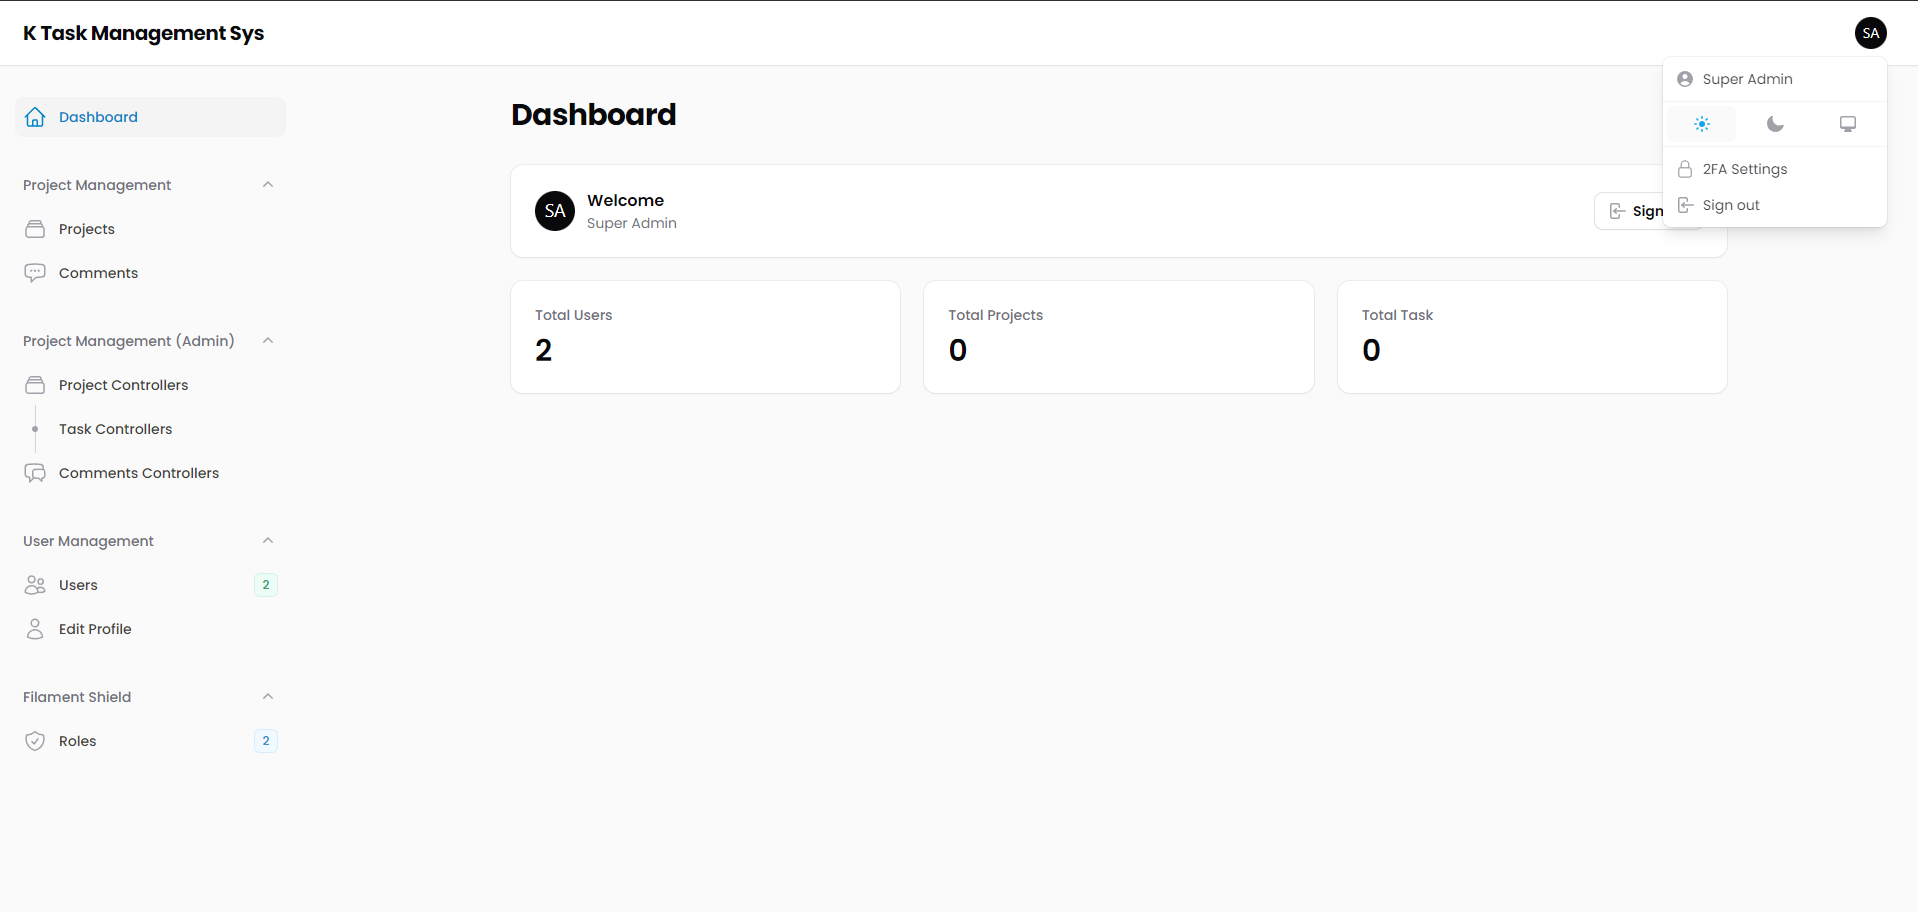 K Task Management Sys
SA
Super Admin
2FA Settings
Sign out
Dashboard
Project Management
Projects
Comments
Project Management (Admin)
Project Controllers
Task Controllers
Comments Controllers
User Management
Users 2
Edit Profile
Filament Shield
Roles 2
Dashboard
SA
Welcome
Super Admin
Sign
Total Users
2
Total Projects
0
Total Task
0